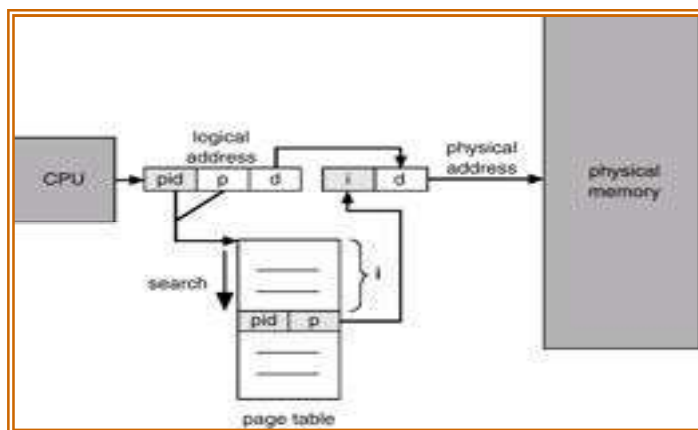 logical
address
CPU
pid p d
i d
physical
address
physical
memory
search
i
pid p
page table